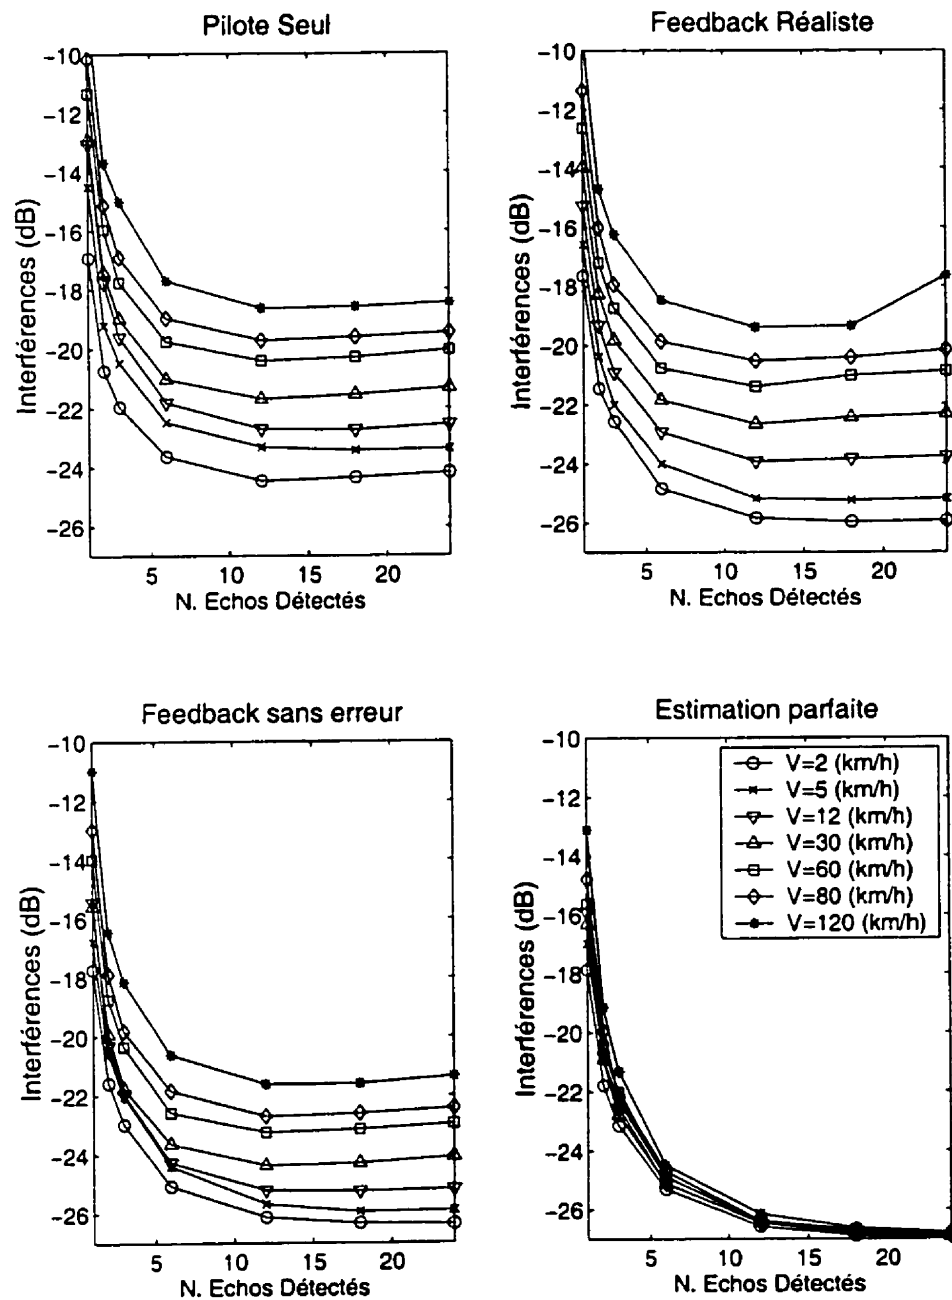 Pilote Seul
Interférences (dB)
-10
-12
-14
-16
-18
-20
-22
-24
-26
5
10
15
20
N. Echos Détectés
Feedback Réaliste
Interférences (dB)
-10
-12
-14
-16
-18
-20
-22
-24
-26
5
10
15
20
N. Echos Détectés
Feedback sans erreur
Interférences (dB)
-10
-12
-14
-16
-18
-20
-22
-24
-26
5
10
15
20
N. Echos Détectés
Estimation parfaite
Interférences (dB)
-10
-12
-14
-16
-18
-20
-22
-24
-26
5
10
15
20
N. Echos Détectés
V=2 (km/h)
V=5 (km/h)
V=12 (km/h)
V=30 (km/h)
V=60 (km/h)
V=80 (km/h)
V=120 (km/h)